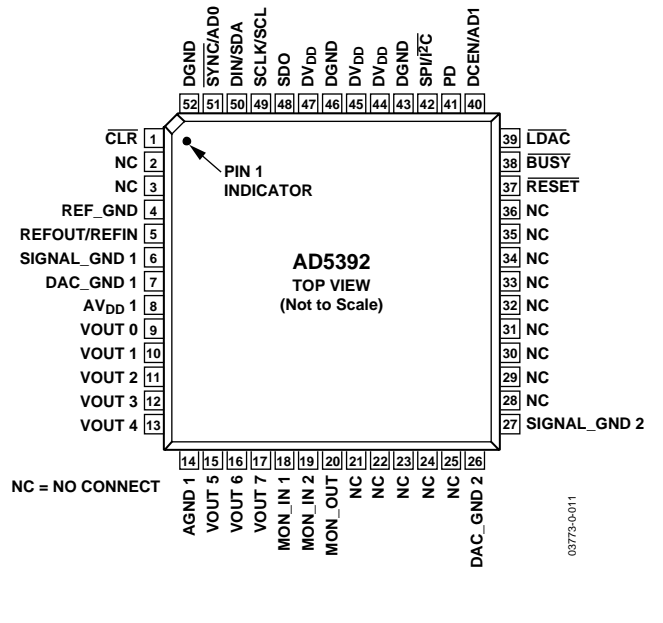 DGND
SYNC/AD0
DIN/SDA
SCLK/SCL
SDO
DVDD
DGND
DVDD
DVDD
DGND
SPI/I²C
PD
DCEN/AD1
52 51 50 49 48 47 46 45 44 43 42 41 40
CLR 1
NC 2
NC 3
REF_GND 4
REFOUT/REFIN 5
SIGNAL_GND 1 6
DAC_GND 1 7
AVDD 1 8
VOUT 0 9
VOUT 1 10
VOUT 2 11
VOUT 3 12
VOUT 4 13
PIN 1
INDICATOR
AD5392
TOP VIEW
(Not to Scale)
39 LDAC
38 BUSY
37 RESET
36 NC
35 NC
34 NC
33 NC
32 NC
31 NC
30 NC
29 NC
28 NC
27 SIGNAL_GND 2
14 15 16 17 18 19 20 21 22 23 24 25 26
AGND 1
VOUT 5
VOUT 6
VOUT 7
MON_IN 1
MON_IN 2
MON_OUT
NC
NC
NC
NC
NC
DAC_GND 2
NC = NO CONNECT
03773-0-011